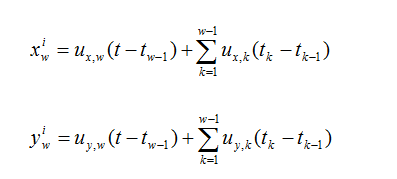 $x_w^i = u_{x,w}(t - t_{w-1}) + \sum_{k=1}^{w-1} u_{x,k}(t_k - t_{k-1})$
$y_w^i = u_{y,w}(t - t_{w-1}) + \sum_{k=1}^{w-1} u_{y,k}(t_k - t_{k-1})$